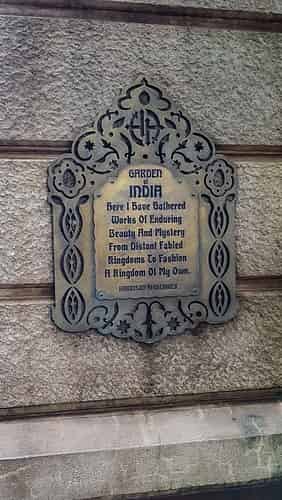 GARDEN
of
INDIA
Here I Have Gathered
Works Of Enduring
Beauty And Mystery
From Distant Fabled
Kingdoms To Fashion
A Kingdom Of My Own.